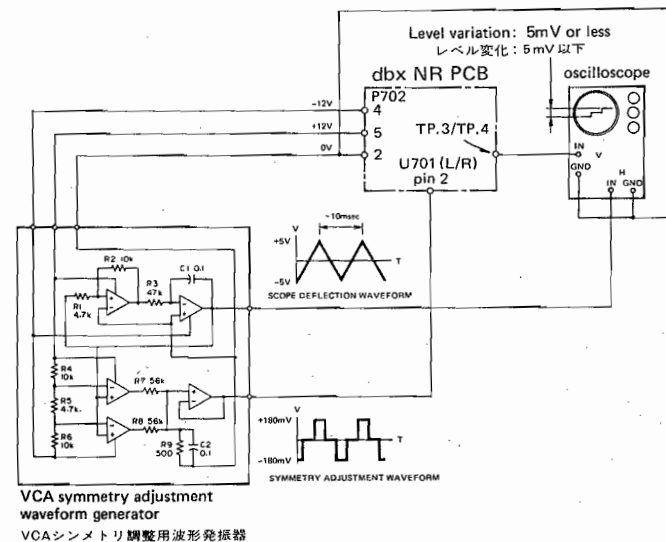 Level variation: 5mV or less
レベル変化：5mV以下
dbx NR PCB
oscilloscope
P702
-12V
4
+12V
5
0V
2
TP.3/TP.4
U701 (L/R)
pin 2
IN
V
GND
H
IN
GND
~10msec
+5V
V
T
-5V
SCOPE DEFLECTION WAVEFORM
R2 10k
C1 0.1
R3
47k
R1
4.7k
R4
10k
R5
4.7k
R6
10k
R7 56k
R8 56k
R9
500
C2
0.1
V
+180mV
T
-180mV
SYMMETRY ADJUSTMENT WAVEFORM
VCA symmetry adjustment
waveform generator
VCAシンメトリ調整用波形発振器